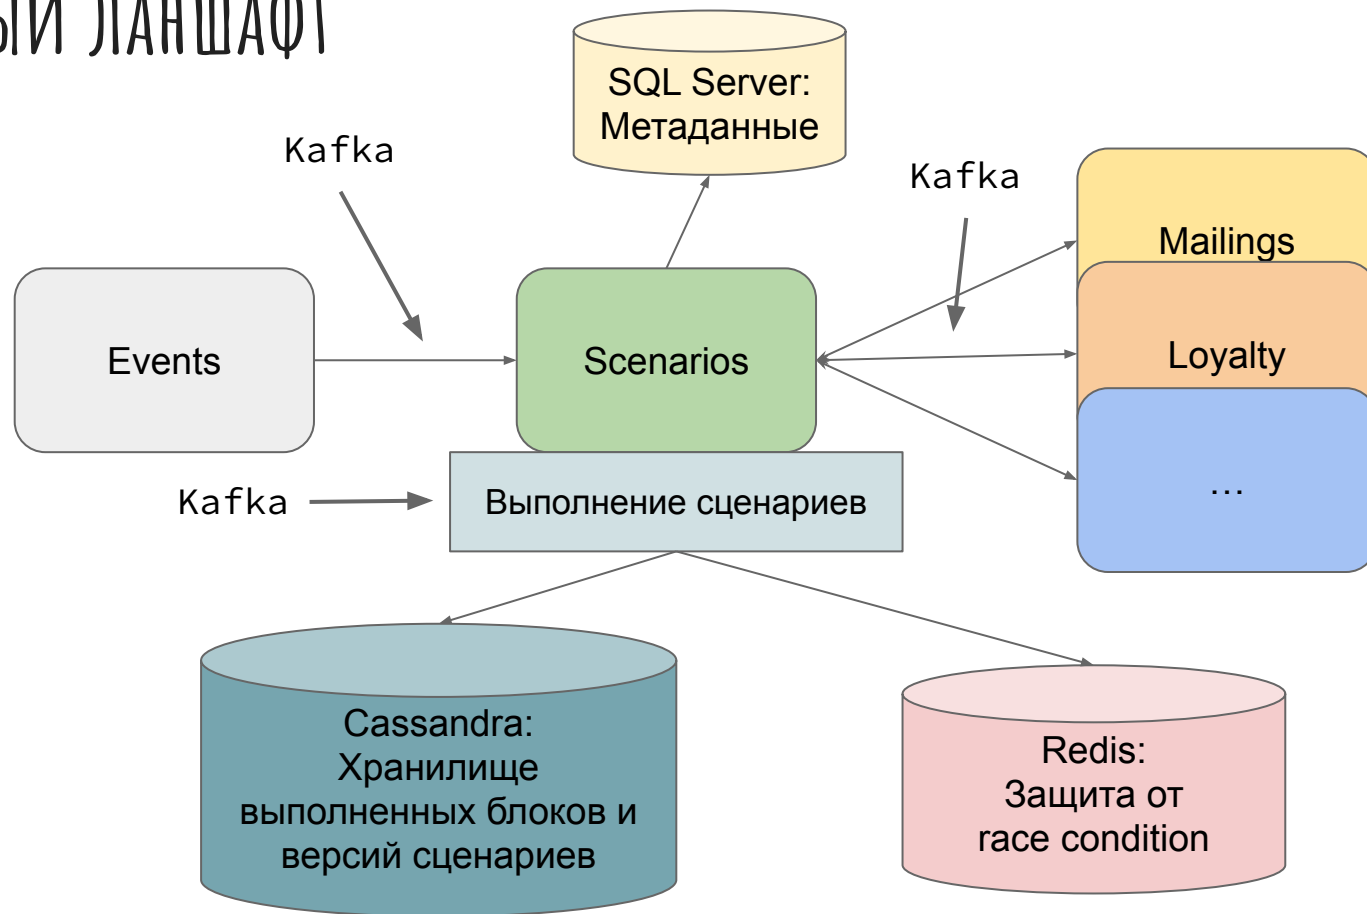 ЫЙ ЛАНШАФТ
SQL Server:
Метаданные
Kafka
Kafka
Mailings
Events
Scenarios
Loyalty
Kafka
Выполнение сценариев
…
Cassandra:
Хранилище
выполненных блоков и
версий сценариев
Redis:
Защита от
race condition